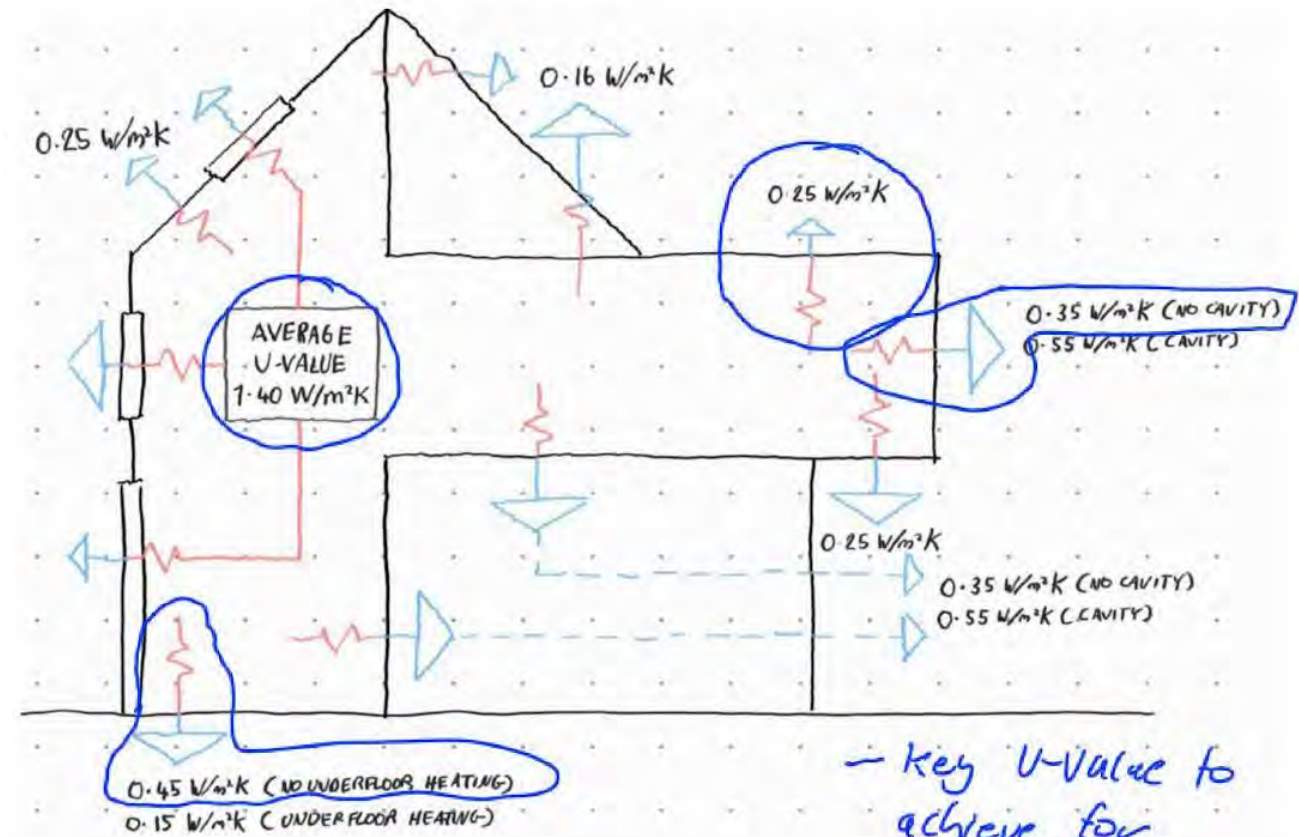 0.16 W/m²K
0.25 W/m²K
0.25 W/m²K
AVERAGE
U-VALUE
1.40 W/m²K
0.35 W/m²K (NO CAVITY)
0.55 W/m²K (CAVITY)
0.25 W/m²K
0.35 W/m²K (NO CAVITY)
0.55 W/m²K (CAVITY)
0.45 W/m²K (NO UNDERFLOOR HEATING)
0.15 W/m²K (UNDERFLOOR HEATING)
- Key U-Value to
achieve for